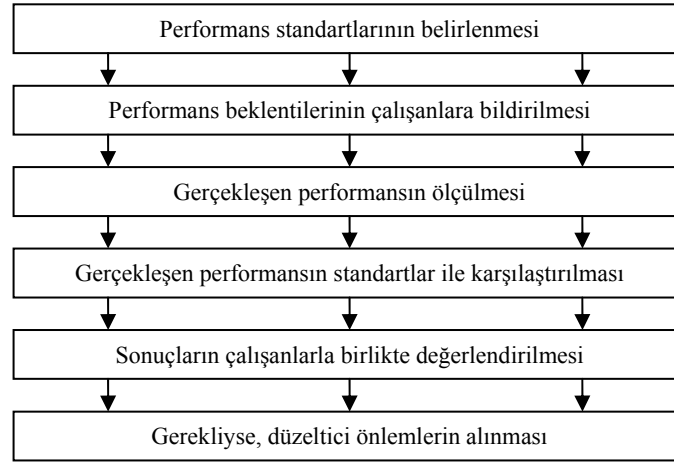 Performans standartlarının belirlenmesi
Performans beklentilerinin çalışanlara bildirilmesi
Gerçekleşen performansın ölçülmesi
Gerçekleşen performansın standartlar ile karşılaştırılması
Sonuçların çalışanlarla birlikte değerlendirilmesi
Gerekliyse, düzeltici önlemlerin alınması